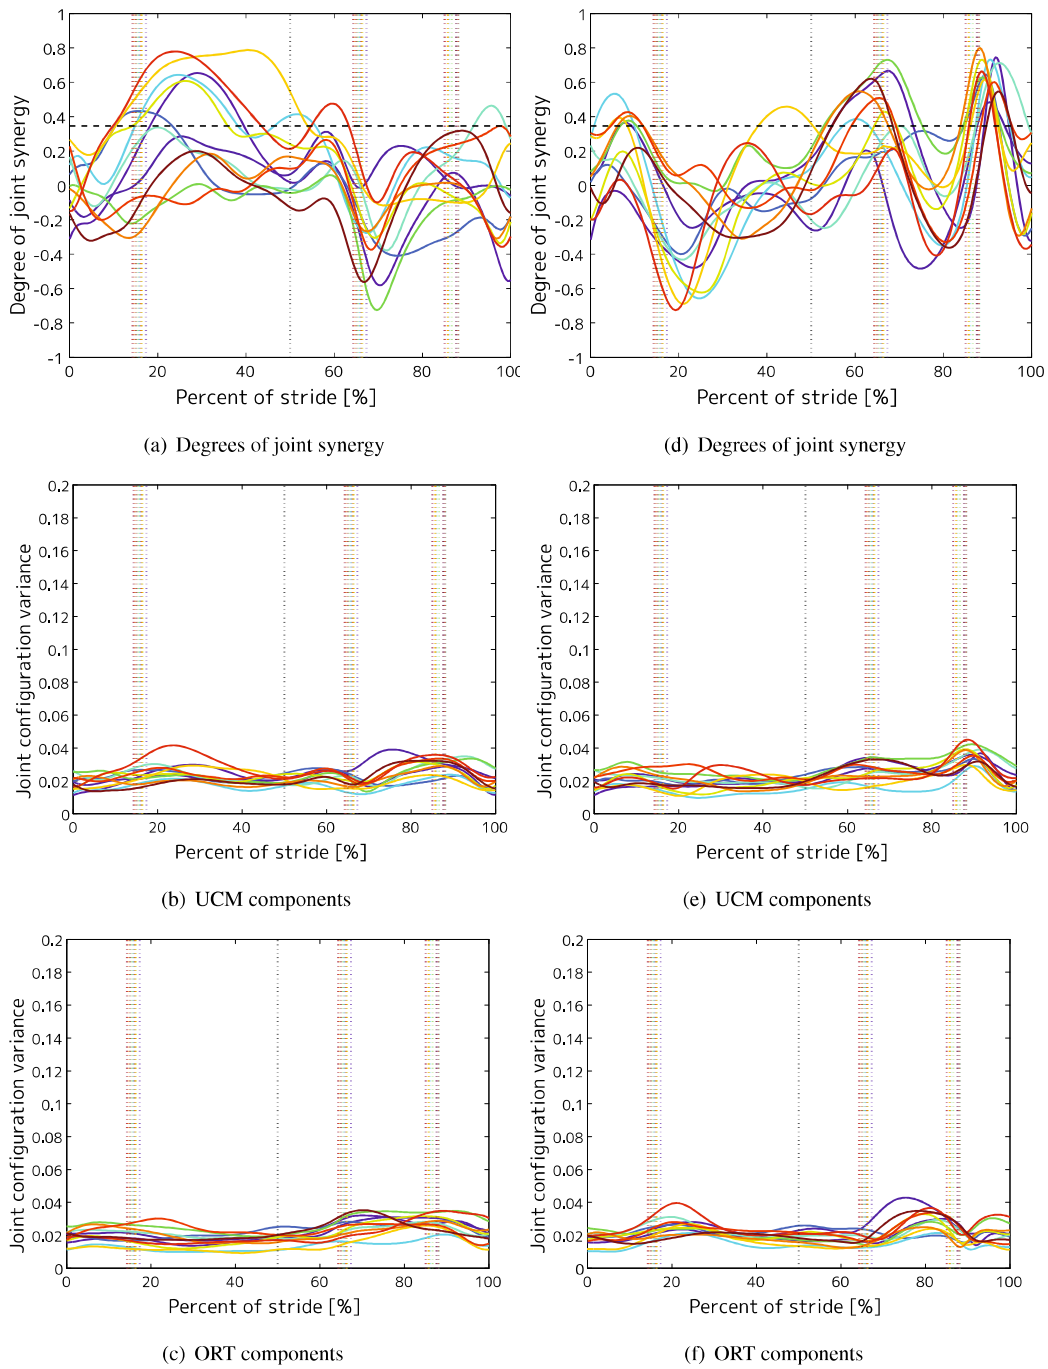 1
0.8
0.6
0.4
0.2
0
-0.2
-0.4
-0.6
-0.8
-1
Degree of joint synergy
0 20 40 60 80 100
Percent of stride [%]
(a) Degrees of joint synergy
1
0.8
0.6
0.4
0.2
0
-0.2
-0.4
-0.6
-0.8
-1
Degree of joint synergy
0 20 40 60 80 100
Percent of stride [%]
(d) Degrees of joint synergy
0.2
0.18
0.16
0.14
0.12
0.1
0.08
0.06
0.04
0.02
0
Joint configuration variance
0 20 40 60 80 100
Percent of stride [%]
(b) UCM components
0.2
0.18
0.16
0.14
0.12
0.1
0.08
0.06
0.04
0.02
0
Joint configuration variance
0 20 40 60 80 100
Percent of stride [%]
(e) UCM components
0.2
0.18
0.16
0.14
0.12
0.1
0.08
0.06
0.04
0.02
0
Joint configuration variance
0 20 40 60 80 100
Percent of stride [%]
(c) ORT components
0.2
0.18
0.16
0.14
0.12
0.1
0.08
0.06
0.04
0.02
0
Joint configuration variance
0 20 40 60 80 100
Percent of stride [%]
(f) ORT components